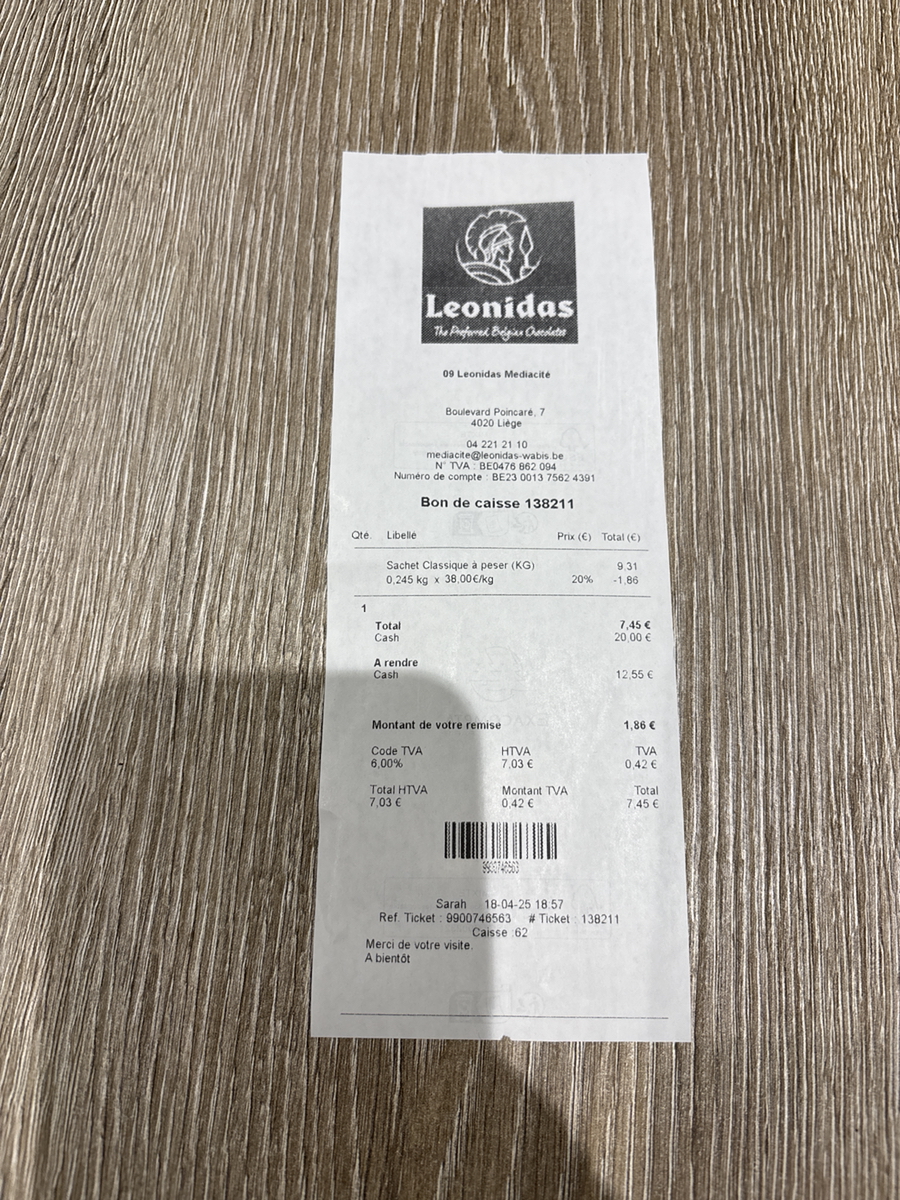 Leonidas
The Preferred Belgian Chocolates
09 Leonidas Mediacité
Boulevard Poincaré, 7
4020 Liège
04 221 21 10
mediacite@leonidas-wabis.be
N° TVA : BE0476 862 094
Numéro de compte : BE23 0013 7562 4391
Bon de caisse 138211
Qté. Libellé Prix (€) Total (€)
Sachet Classique à peser (KG) 9,31
0,245 kg x 38,00€/kg 20% -1,86
1
Total 7,45 €
Cash 20,00 €
A rendre
Cash 12,55 €
Montant de votre remise 1,86 €
Code TVA HTVA TVA
6,00% 7,03 € 0,42 €
Total HTVA Montant TVA Total
7,03 € 0,42 € 7,45 €
9900746563
Sarah 18-04-25 18:57
Ref. Ticket : 9900746563 # Ticket : 138211
Caisse :62
Merci de votre visite.
A bientôt